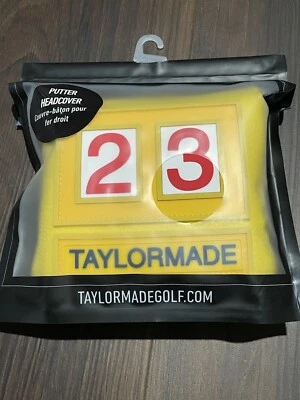 PUTTER
HEADCOVER
Couvre-bâton pour
fer droit
2 3
TAYLORMADE
TAYLORMADEGOLF.COM